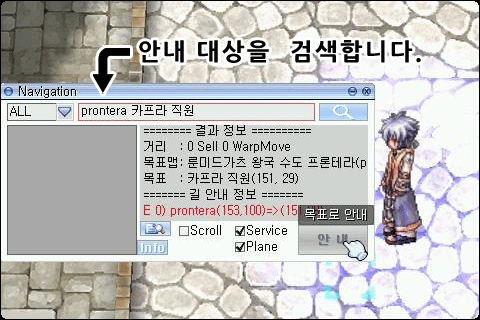 안내 대상을 검색합니다.
Navigation
ALL prontera 카프라 직원
======== 결과 정보 ==========
거리 : 0 Sell 0 WarpMove
목표맵: 룬미드가츠 왕국 수도 프론테라(p
목표 : 카프라 직원(151, 29)
======= 길 안내 정보 =======
E 0) prontera(153,100)=>(151
목표로 안내
Scroll Service 안 내
Info Plane